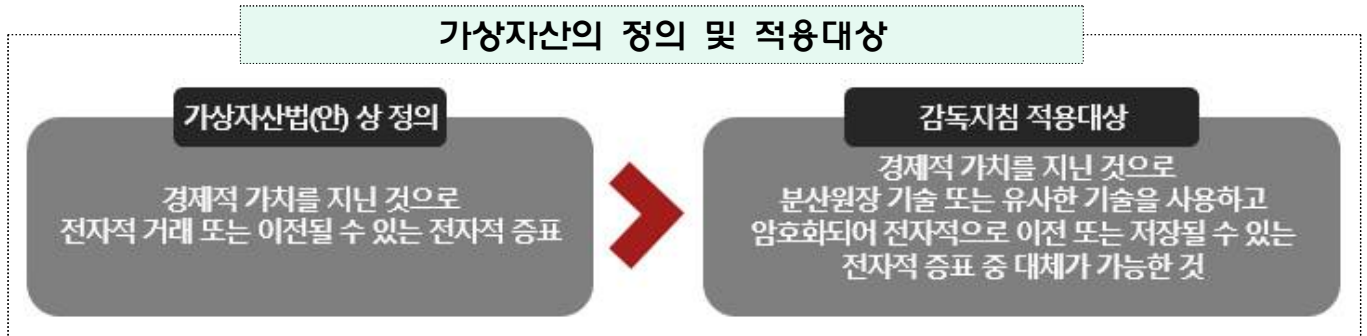 가상자산의 정의 및 적용대상
가상자산법(안) 상 정의
경제적 가치를 지닌 것으로
전자적 거래 또는 이전될 수 있는 전자적 증표
감독지침 적용대상
경제적 가치를 지닌 것으로
분산원장 기술 또는 유사한 기술을 사용하고
암호화되어 전자적으로 이전 또는 저장될 수 있는
전자적 증표 중 대체가 가능한 것